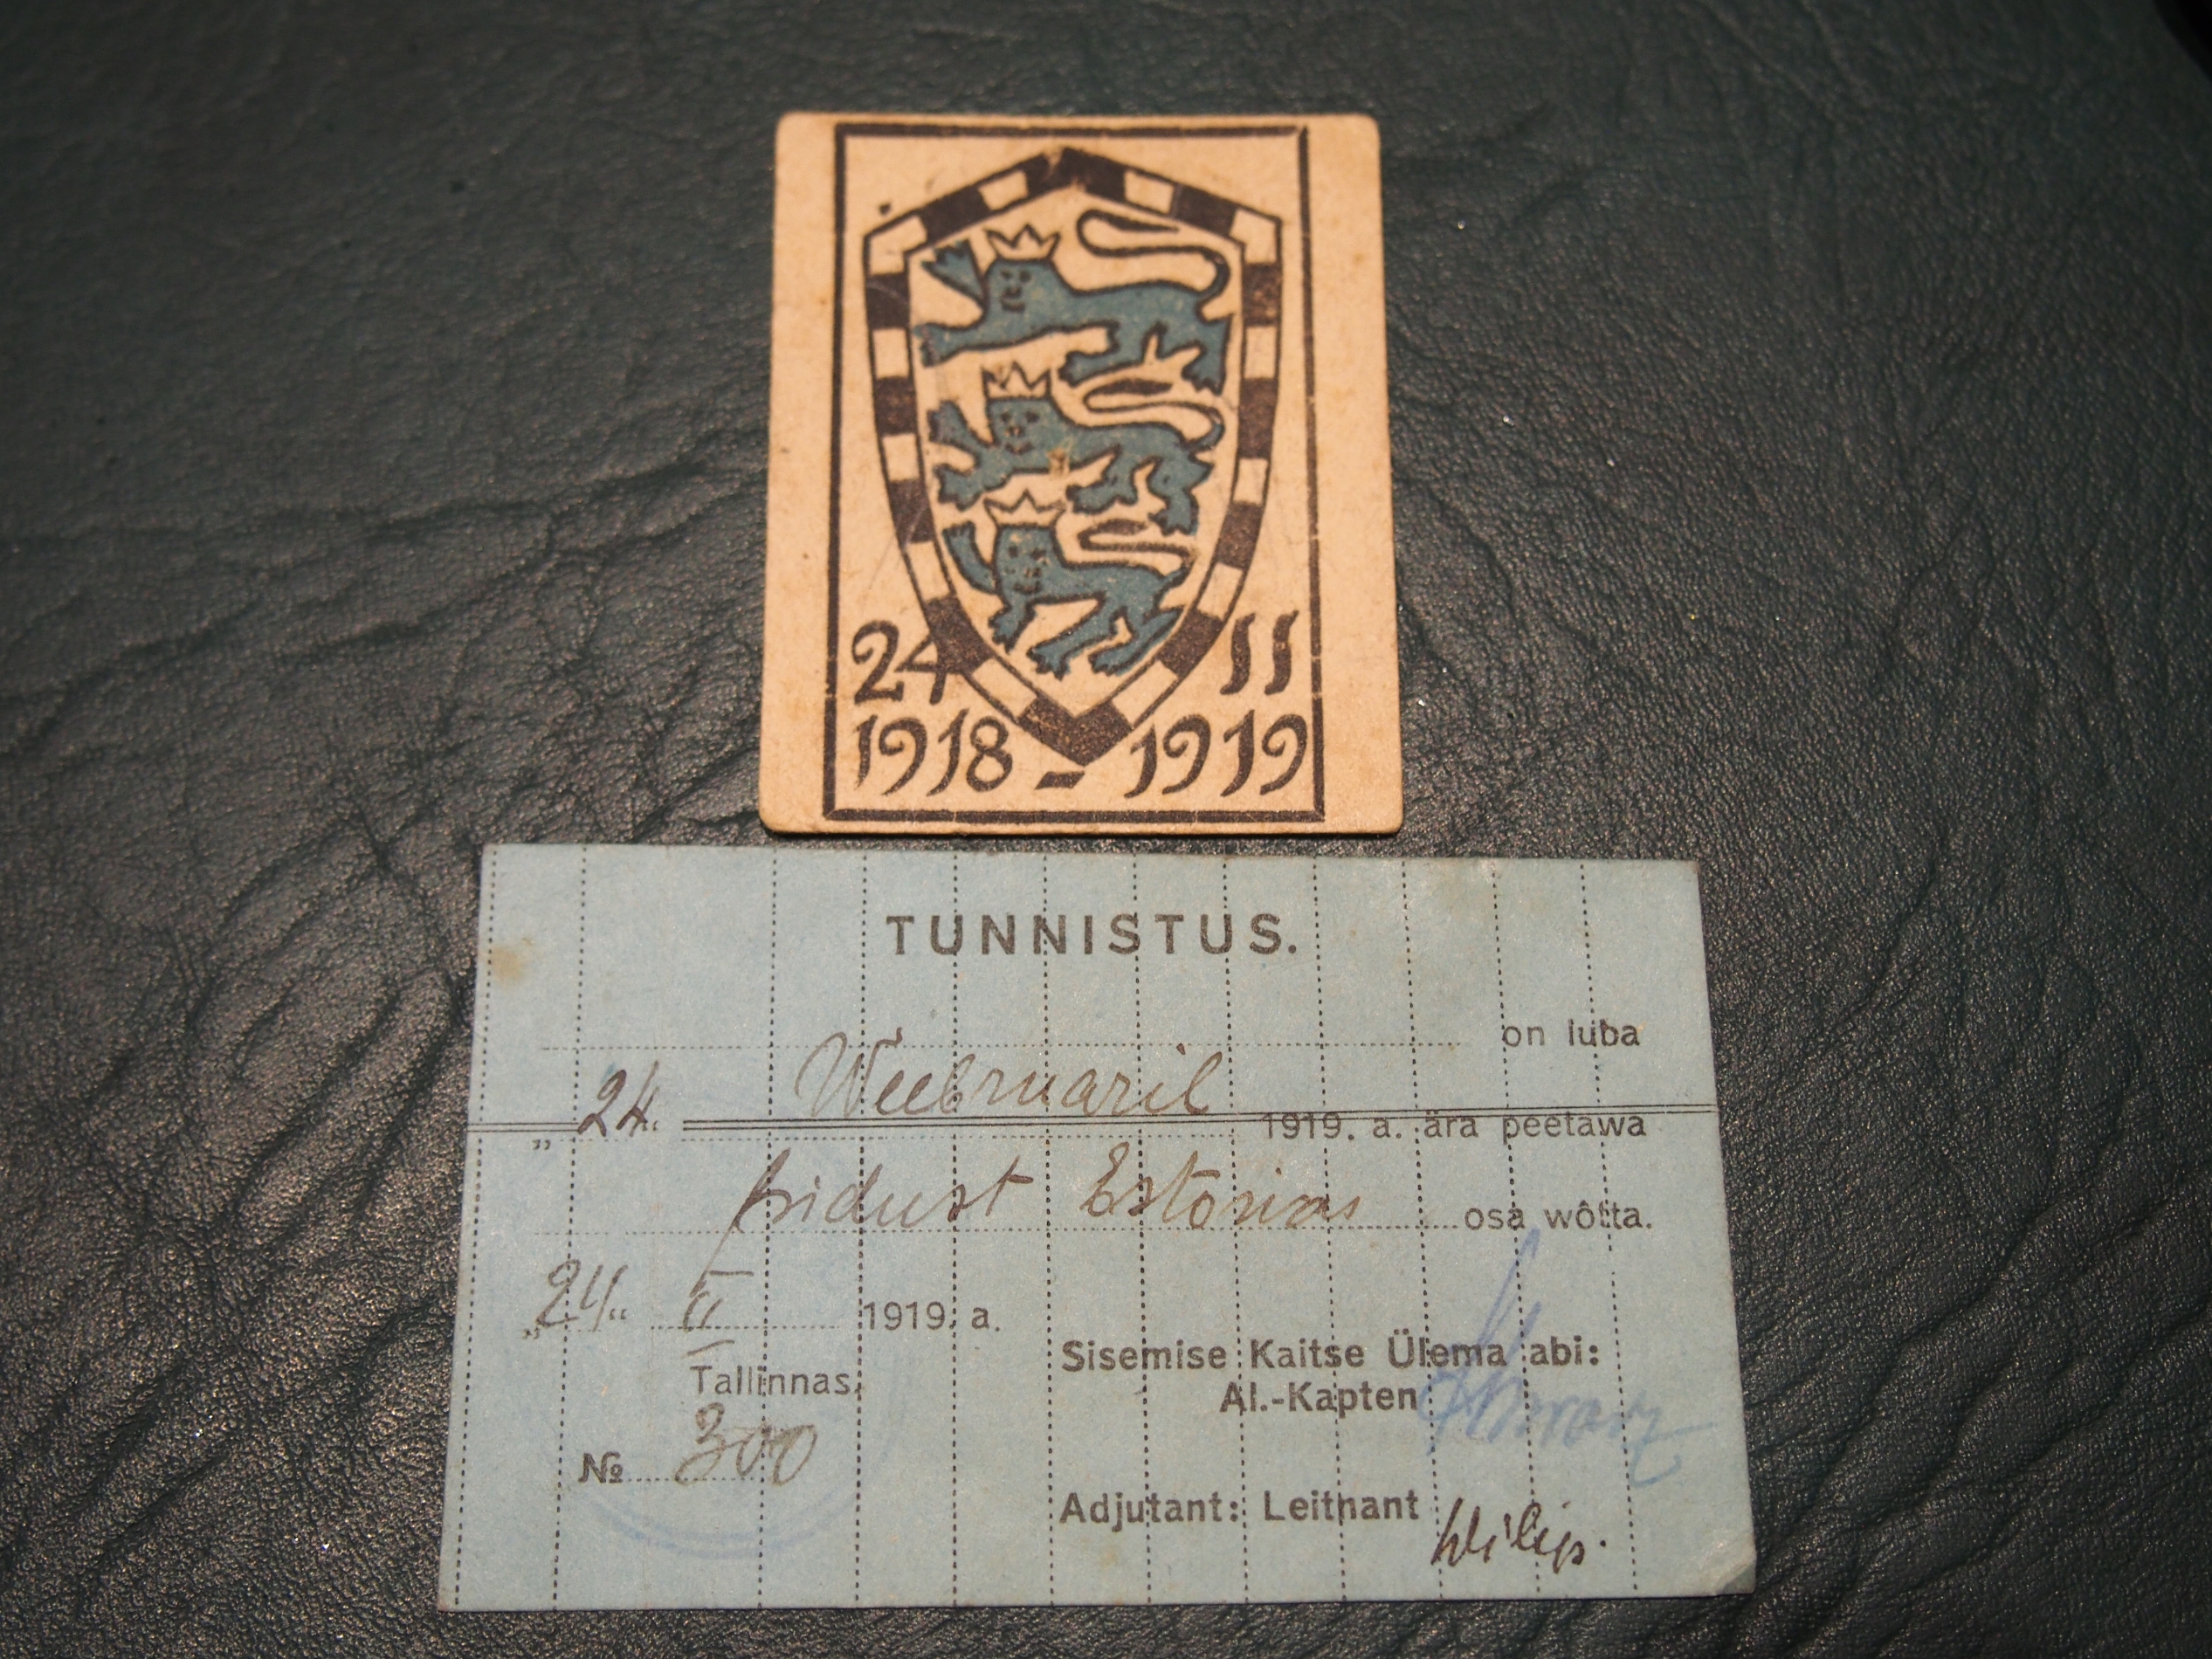 24 II
1918 - 1919
TUNNISTUS.
on luba
„24“ Weebruaril 1919. a. ära peetawa
pidust Estonias osa wõtta.
„24“ II 1919. a.
Tallinnas.
Sisemise Kaitse Ülema abi:
Al.-Kapten
№ 300
Adjutant: Leitnant